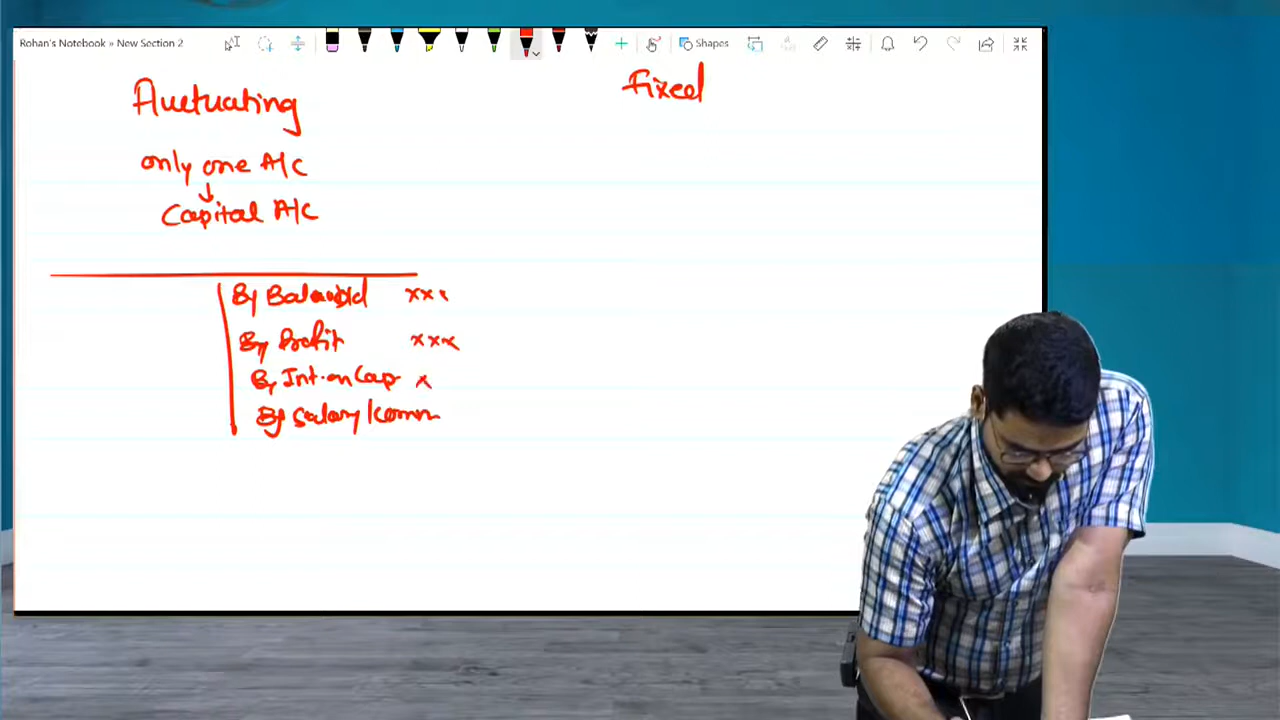 Rohan's Notebook » New Section 2
Shapes
Fluctuating
Fixed
only one A/C
↓
Capital A/C
By Balance b/d xxx
By Profit xxx
By Int. on Cap x
By Salary/Comm